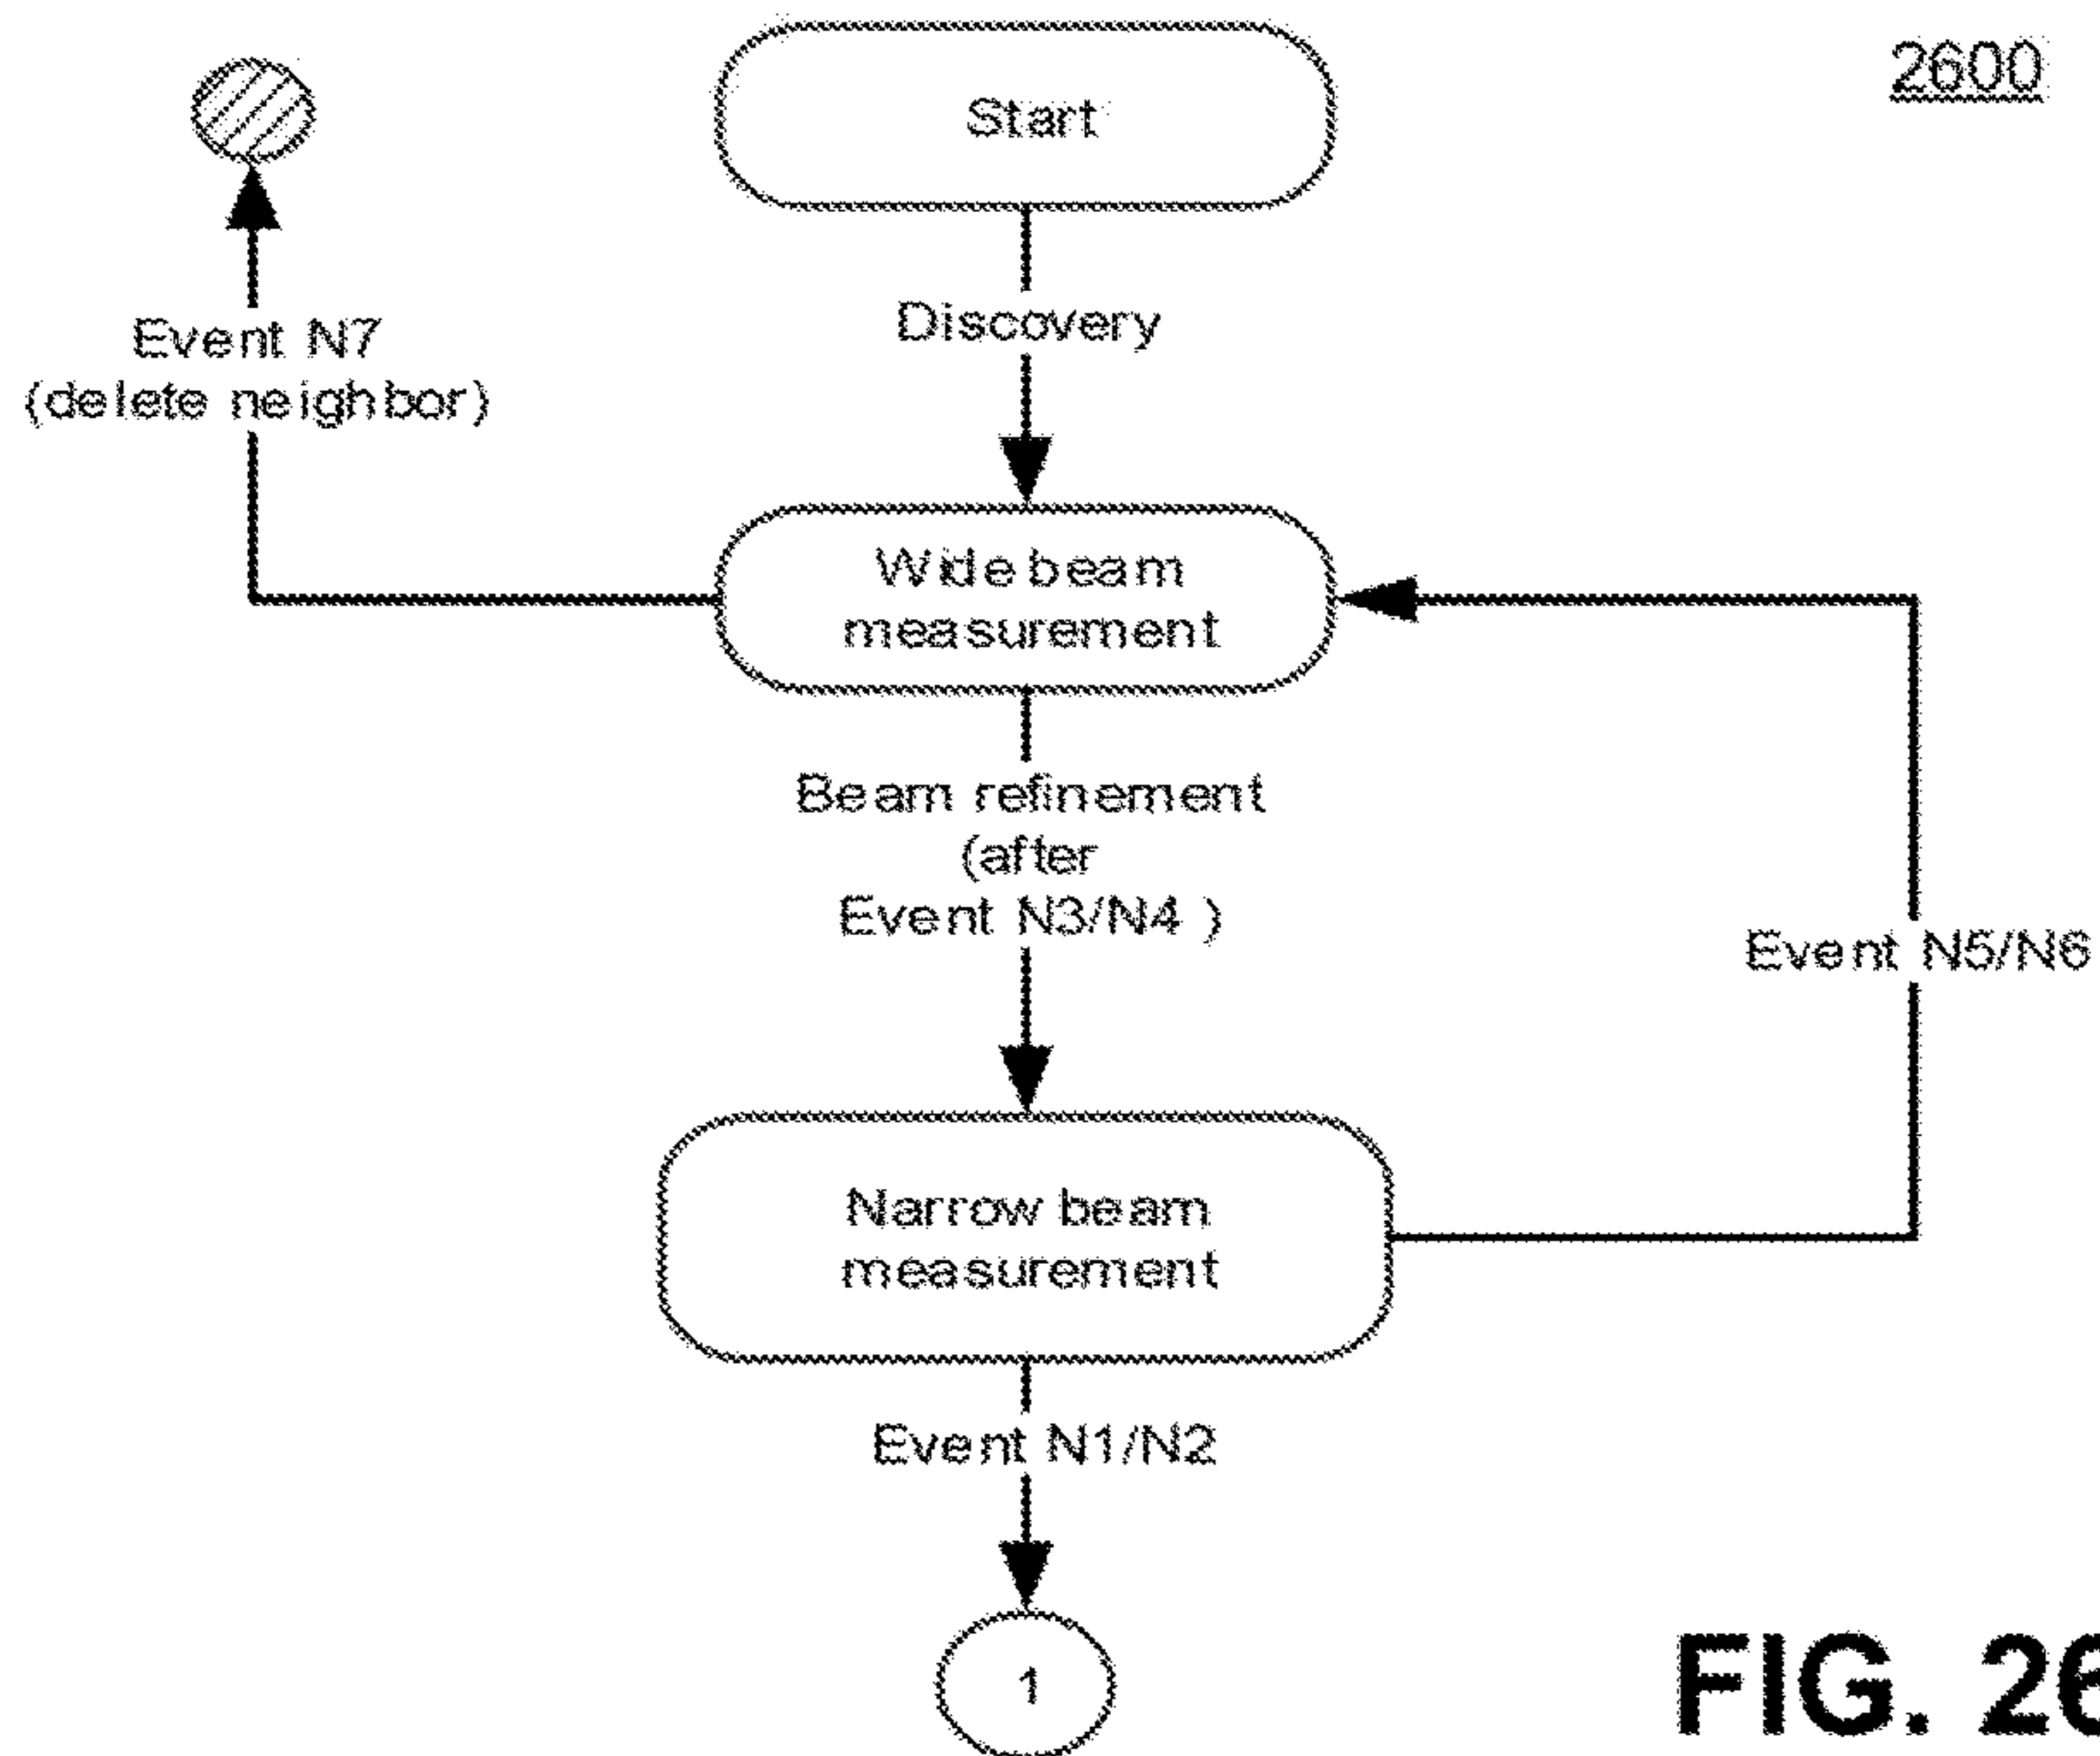 2600
Start
Discovery
Event N7
(delete neighbor)
Wide beam
measurement
Beam refinement
(after
Event N3/N4 )
Event N5/N6
Narrow beam
measurement
Event N1/N2
1
FIG. 26